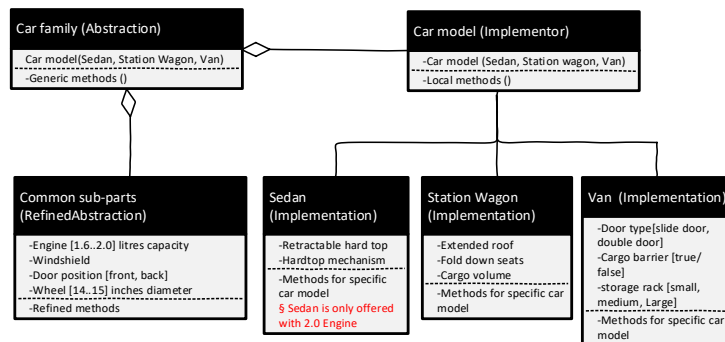 Car family (Abstraction)
Car model(Sedan, Station Wagon, Van)
-Generic methods ()
Car model (Implementor)
-Car model (Sedan, Station wagon, Van)
-Local methods ()
Common sub-parts
(RefinedAbstraction)
-Engine [1.6..2.0] litres capacity
-Windshield
-Door position [front, back]
-Wheel [14..15] inches diameter
-Refined methods
Sedan
(Implementation)
-Retractable hard top
-Hardtop mechanism
-Methods for specific
car model
§ Sedan is only offered
with 2.0 Engine
Station Wagon
(Implementation)
-Extended roof
-Fold down seats
-Cargo volume
-Methods for specific car
model
Van (Implementation)
-Door type[slide door,
double door]
-Cargo barrier [true/
false]
-storage rack [small,
medium, Large]
-Methods for specific car
model